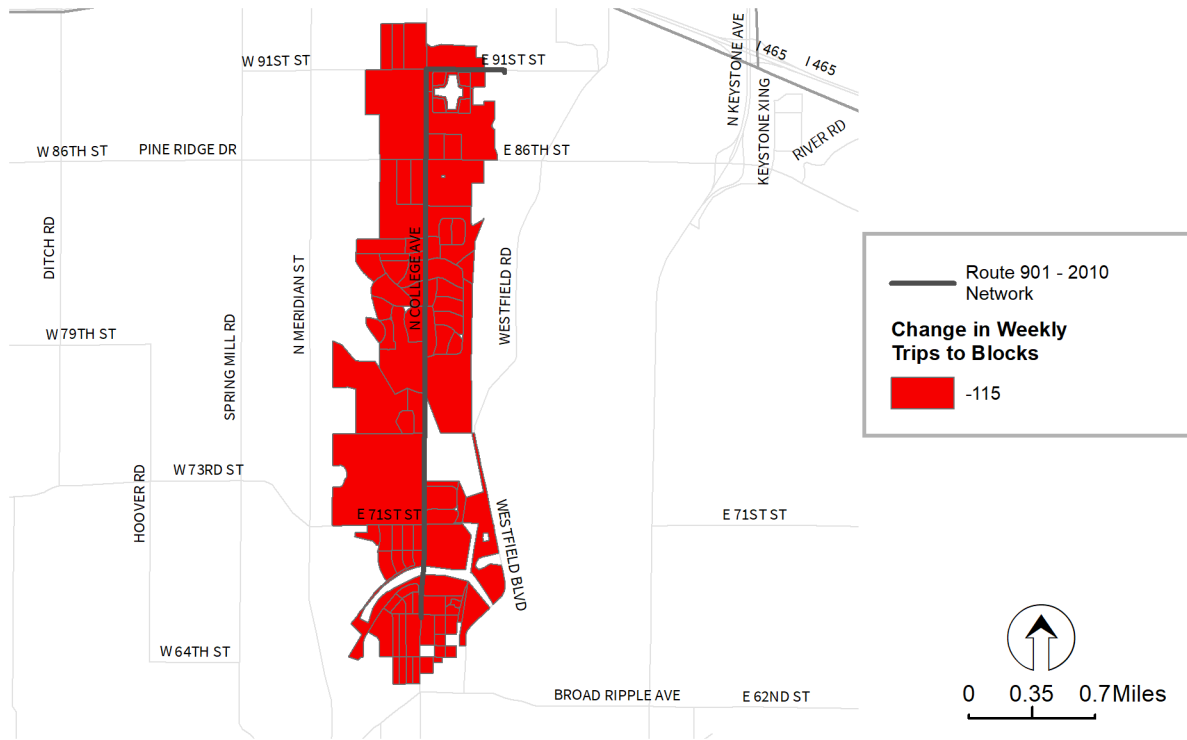 N KEYSTONE AVE
I 465
I 465
W 91ST ST
E 91ST ST
KEYSTONE XING
RIVER RD
W 86TH ST
PINE RIDGE DR
E 86TH ST
DITCH RD
N MERIDIAN ST
N COLLEGE AVE
WESTFIELD RD
Route 901 - 2010
Network
Change in Weekly
Trips to Blocks
-115
W 79TH ST
SPRING MILL RD
W 73RD ST
HOOVER RD
E 71ST ST
WESTFIELD BLVD
E 71ST ST
W 64TH ST
BROAD RIPPLE AVE
E 62ND ST
0 0.35 0.7Miles